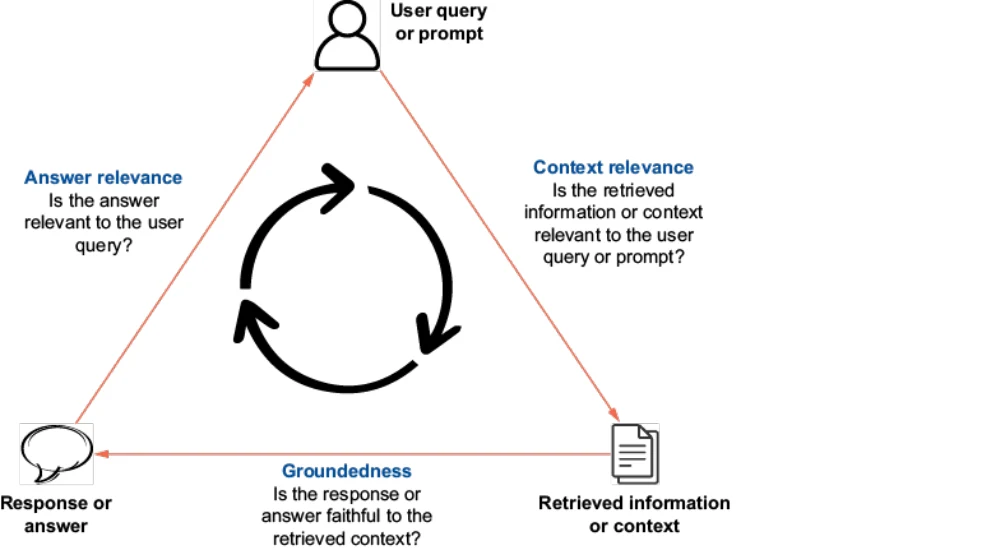 User query
or prompt
Answer relevance
Is the answer
relevant to the user
query?
Context relevance
Is the retrieved
information or context
relevant to the user
query or prompt?
Groundedness
Is the response or
answer faithful to the
retrieved context?
Response or
answer
Retrieved information
or context